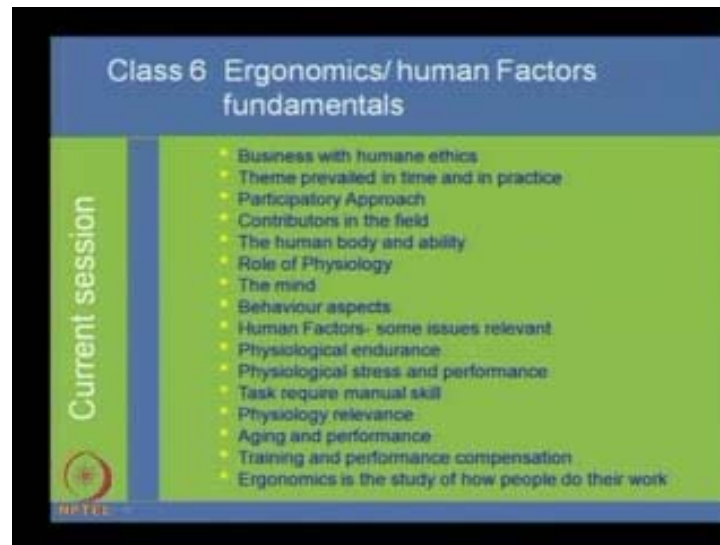 Class 6 Ergonomics/ human Factors
fundamentals
Current session
Business with humane ethics
Theme prevailed in time and in practice
Participatory Approach
Contributors in the field
The human body and ability
Role of Physiology
The mind
Behaviour aspects
Human Factors- some issues relevant
Physiological endurance
Physiological stress and performance
Task require manual skill
Physiology relevance
Aging and performance
Training and performance compensation
Ergonomics is the study of how people do their work
NPTEL